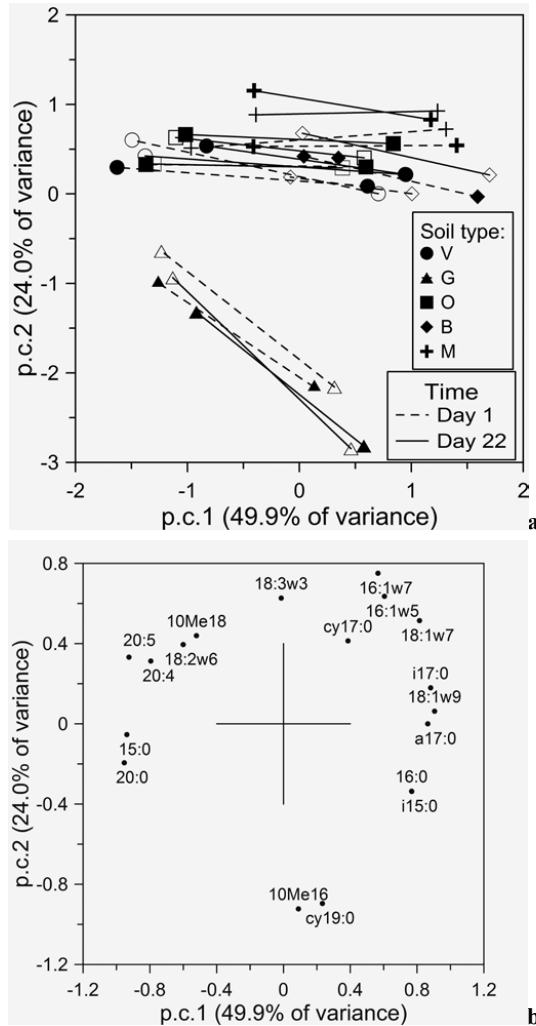 2
1
0
-1
-2
-3
p.c.2 (24.0% of variance)
Soil type:
V
G
O
B
M
Time
Day 1
Day 22
-2
-1
0
1
2
p.c.1 (49.9% of variance)
a
0.8
0.4
0
-0.4
-0.8
-1.2
p.c.2 (24.0% of variance)
18:3w3
16:1w7
16:1w5
10Me18
cy17:0
18:1w7
20:5
18:2w6
20:4
i17:0
18:1w9
15:0
a17:0
20:0
16:0
i15:0
10Me16
cy19:0
-1.2
-0.8
-0.4
0
0.4
0.8
1.2
p.c.1 (49.9% of variance)
b